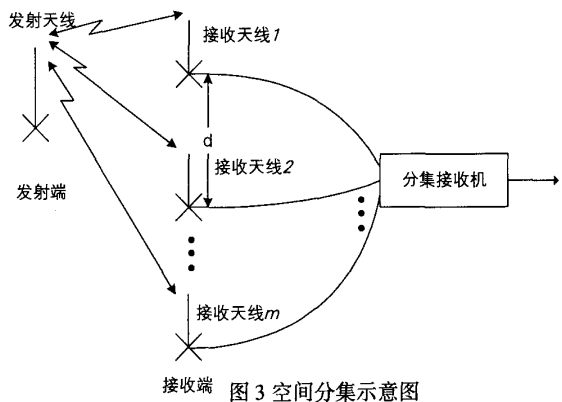 发射天线
接收天线1
d
接收天线2
分集接收机
发射端
接收天线m
接收端
图 3 空间分集示意图